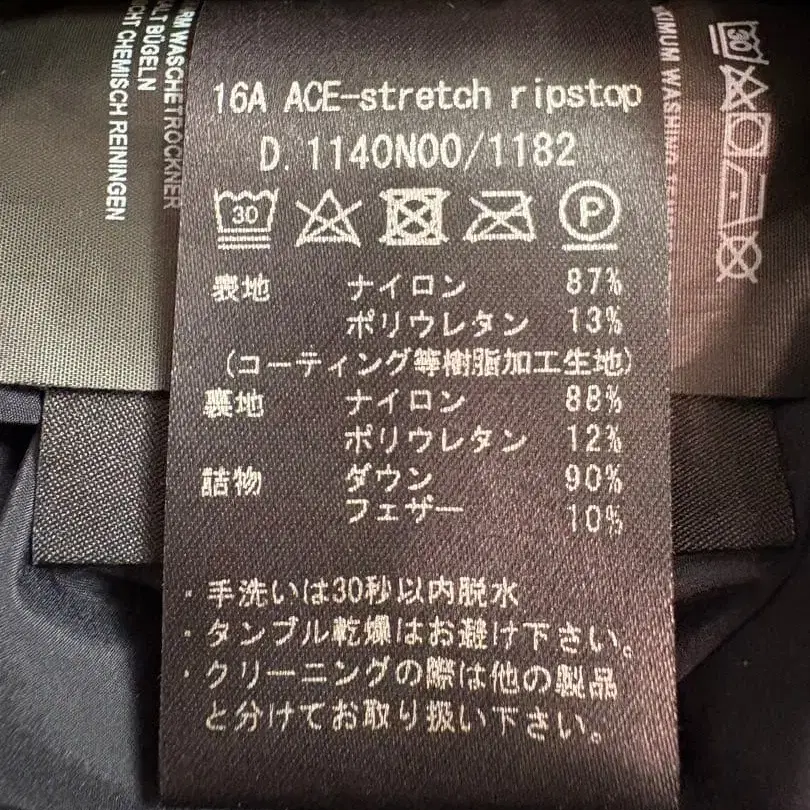 16A ACE-stretch ripstop
D.1140N00/1182
30
P
表地 ナイロン 87%
ポリウレタン 13%
(コーティング等樹脂加工生地)
裏地 ナイロン 88%
ポリウレタン 12%
詰物 ダウン 90%
フェザー 10%
・手洗いは30秒以内脱水
・タンブル乾燥はお避け下さい。
・クリーニングの際は他の製品
と分けてお取り扱い下さい。
WASCHETROCKNER
BÜGELN
CHEMISCH REININGEN
WASHING
30